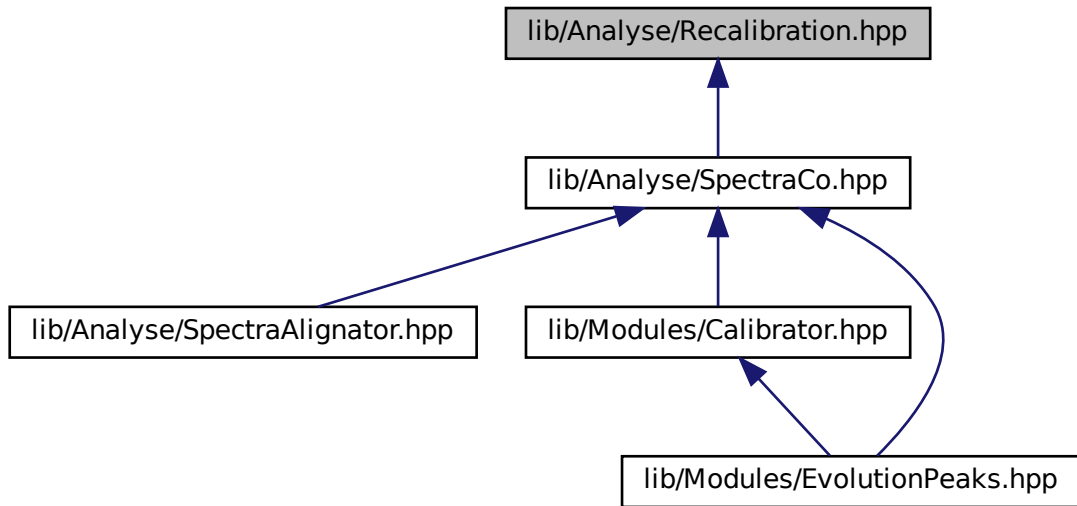 lib/Analyse/Recalibration.hpp
lib/Analyse/SpectraCo.hpp
lib/Analyse/SpectraAlignator.hpp
lib/Modules/Calibrator.hpp
lib/Modules/EvolutionPeaks.hpp